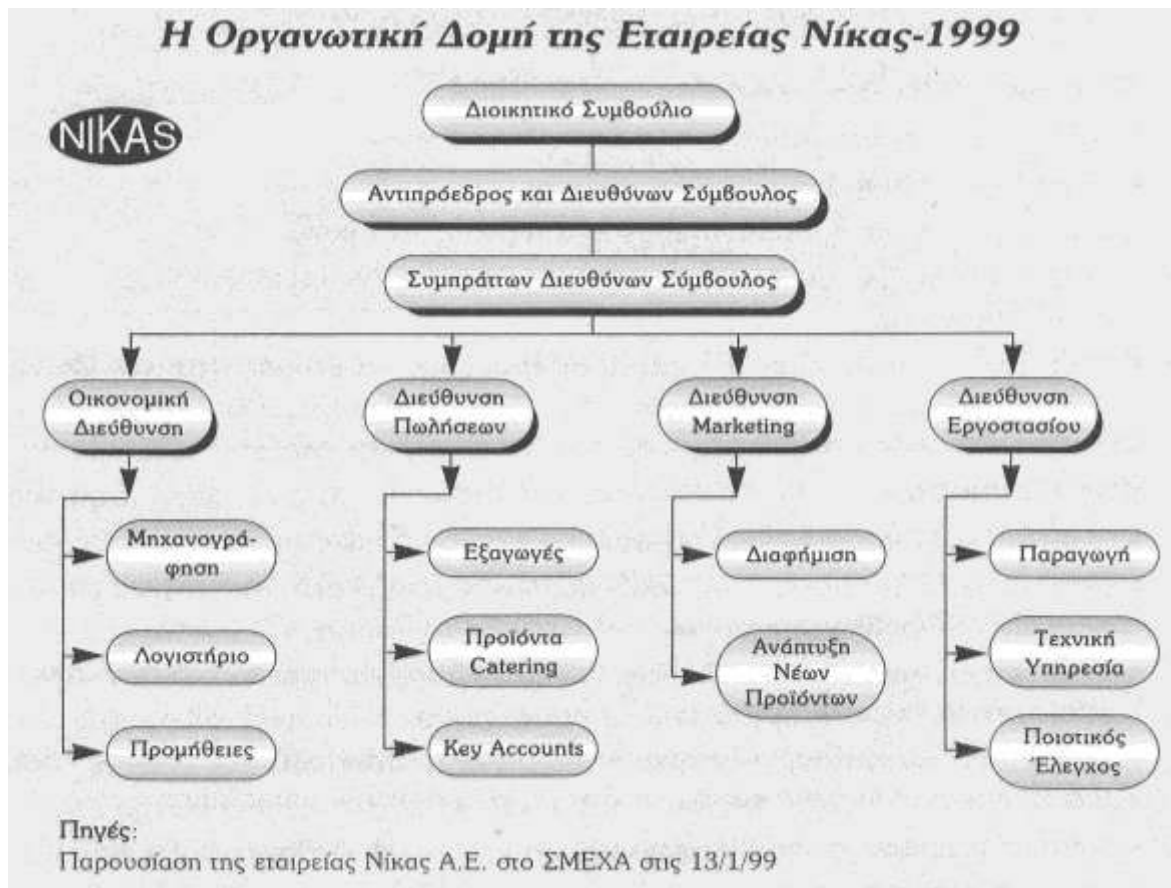 Η Οργανωτική Δομή της Εταιρείας Νίκας-1999
NIKAS
Διοικητικό Συμβούλιο
Αντιπρόεδρος και Διευθύνων Σύμβουλος
Συμπράττων Διευθύνων Σύμβουλος
Οικονομική
Διεύθυνση
Διεύθυνση
Πωλήσεων
Διεύθυνση
Marketing
Διεύθυνση
Εργοστασίου
Μηχανογρά-
φηση
Λογιστήριο
Προμήθειες
Εξαγωγές
Προϊόντα
Catering
Key Accounts
Διαφήμιση
Ανάπτυξη
Νέων
Προϊόντων
Παραγωγή
Τεχνική
Υπηρεσία
Ποιοτικός
Έλεγχος
Πηγές:
Παρουσίαση της εταιρείας Νίκας Α.Ε. στο ΣΜΕΧΑ στις 13/1/99